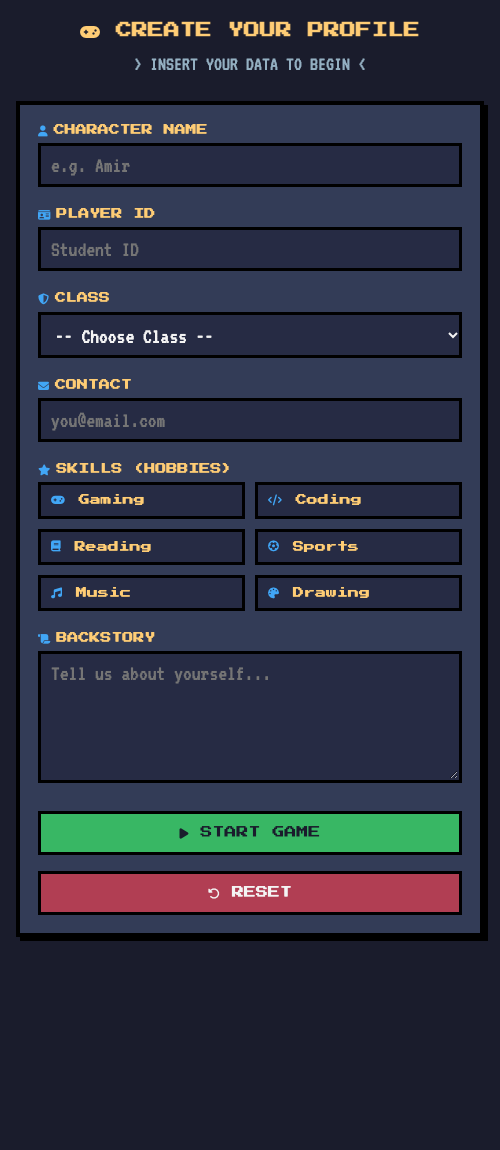 CREATE YOUR PROFILE
> INSERT YOUR DATA TO BEGIN <
CHARACTER NAME
e.g. Amir
PLAYER ID
Student ID
CLASS
-- Choose Class --
CONTACT
you@email.com
SKILLS (HOBBIES)
Gaming
Coding
Reading
Sports
Music
Drawing
BACKSTORY
Tell us about yourself...
START GAME
RESET